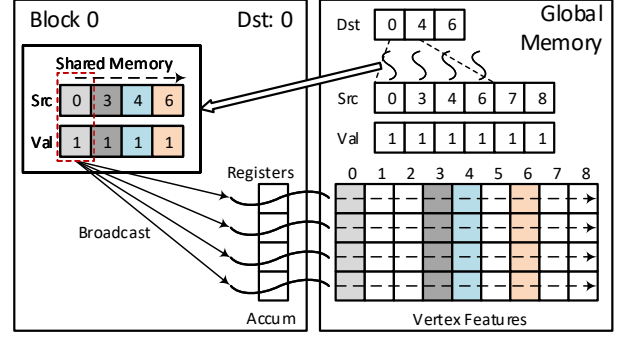 Block 0
Dst: 0
Shared Memory
Src 0 3 4 6
Val 1 1 1 1
Broadcast
Registers
Accum
Global
Memory
Dst 0 4 6
Src 0 3 4 6 7 8
Val 1 1 1 1 1 1
0 1 2 3 4 5 6 7 8
Vertex Features